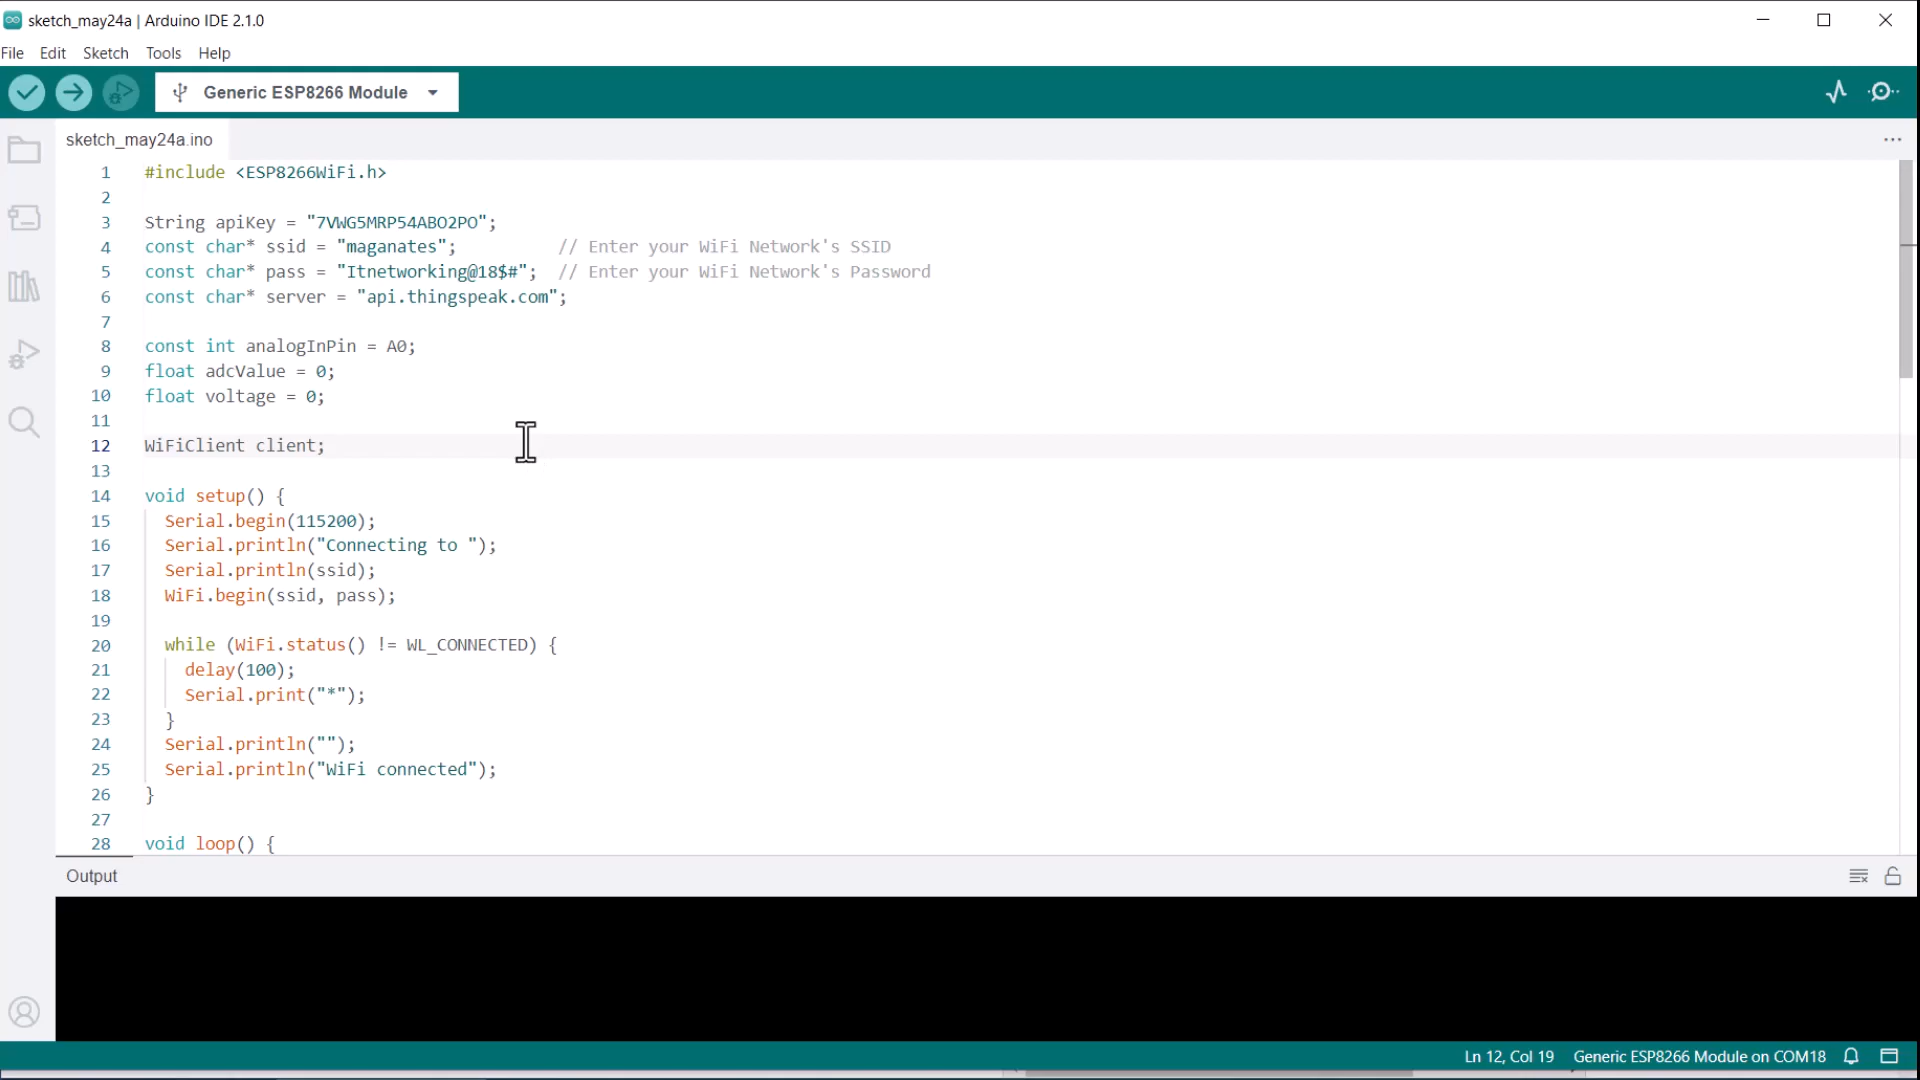 sketch_may24a | Arduino IDE 2.1.0
File Edit Sketch Tools Help
Generic ESP8266 Module
sketch_may24a.ino
1 #include <ESP8266WiFi.h>
2
3 String apiKey = "7VWG5MRP54ABO2PO";
4 const char* ssid = "maganates"; // Enter your WiFi Network's SSID
5 const char* pass = "Itnetworking@18$#"; // Enter your WiFi Network's Password
6 const char* server = "api.thingspeak.com";
7
8 const int analogInPin = A0;
9 float adcValue = 0;
10 float voltage = 0;
11
12 WiFiClient client;
13
14 void setup() {
15 Serial.begin(115200);
16 Serial.println("Connecting to ");
17 Serial.println(ssid);
18 WiFi.begin(ssid, pass);
19
20 while (WiFi.status() != WL_CONNECTED) {
21 delay(100);
22 Serial.print("*");
23 }
24 Serial.println("");
25 Serial.println("WiFi connected");
26 }
27
28 void loop() {
Output
Ln 12, Col 19 Generic ESP8266 Module on COM18